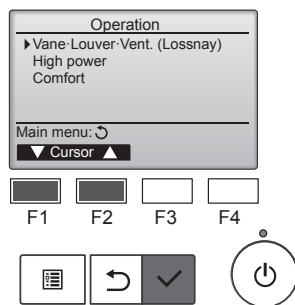 Operation
▶Vane·Louver·Vent. (Lossnay)
High power
Comfort
Main menu: ↺
▼ Cursor ▲
F1 F2 F3 F4